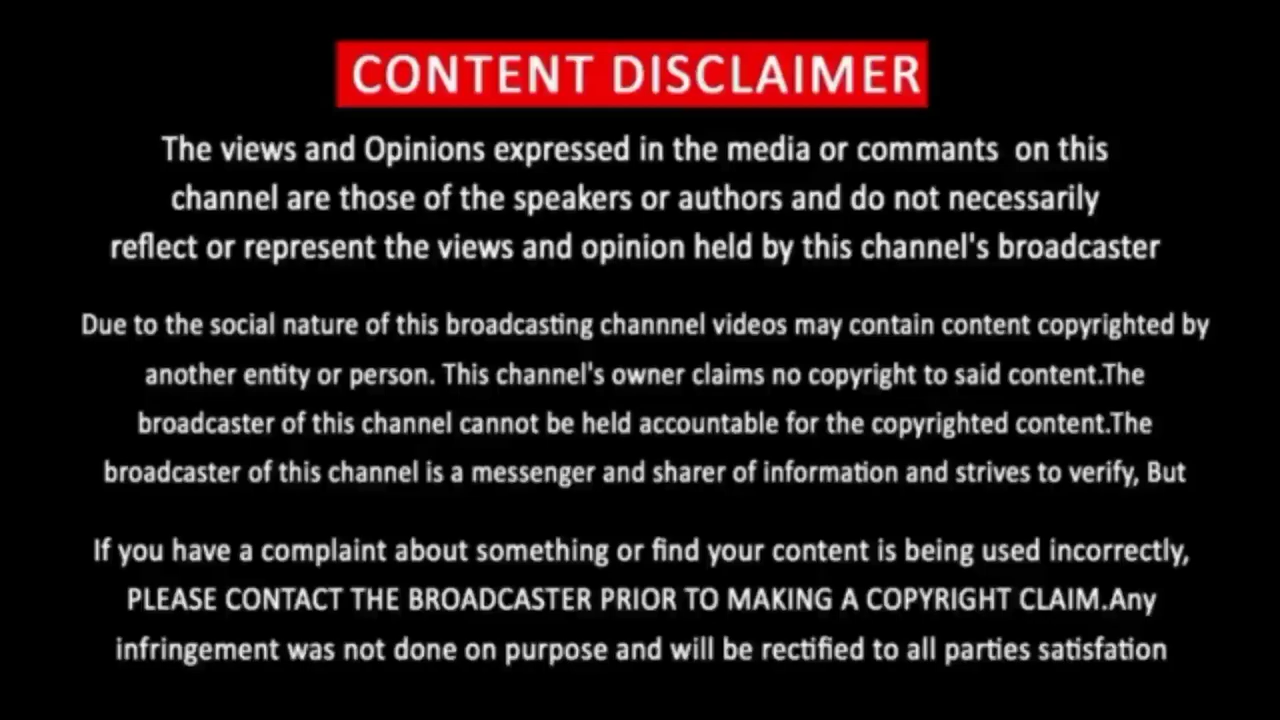 CONTENT DISCLAIMER
The views and Opinions expressed in the media or commants on this
channel are those of the speakers or authors and do not necessarily
reflect or represent the views and opinion held by this channel's broadcaster
Due to the social nature of this broadcasting channnel videos may contain content copyrighted by
another entity or person. This channel's owner claims no copyright to said content.The
broadcaster of this channel cannot be held accountable for the copyrighted content.The
broadcaster of this channel is a messenger and sharer of information and strives to verify, But
If you have a complaint about something or find your content is being used incorrectly,
PLEASE CONTACT THE BROADCASTER PRIOR TO MAKING A COPYRIGHT CLAIM.Any
infringement was not done on purpose and will be rectified to all parties satisfation